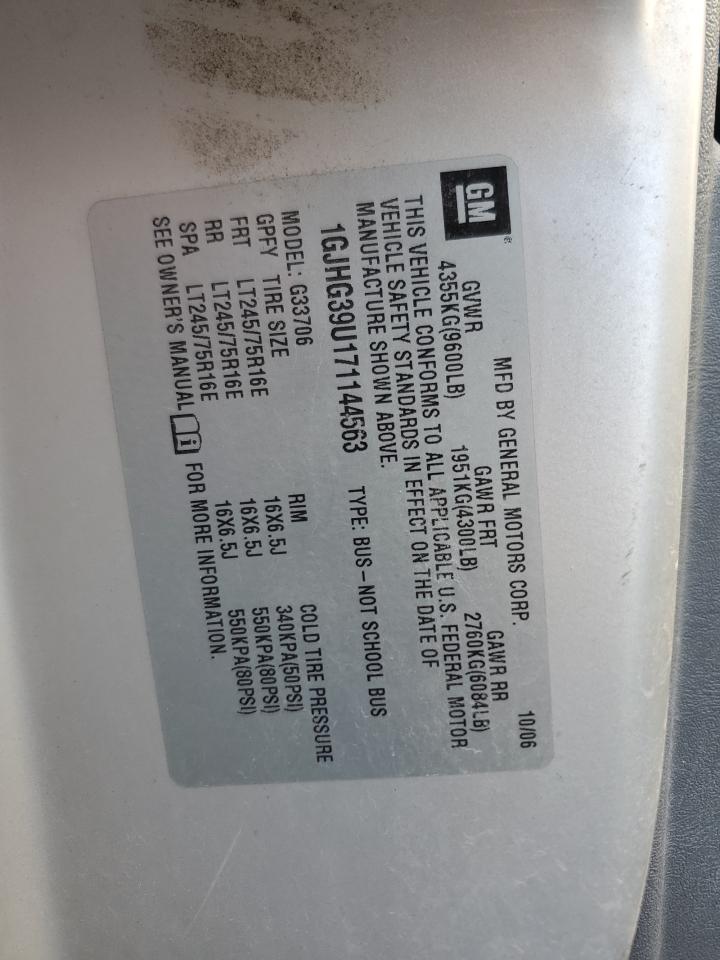 GM
MFD BY GENERAL MOTORS CORP. 10/06
GVWR GAWR FRT GAWR RR
4355KG(9600LB) 1951KG(4300LB) 2760KG(6084LB)
THIS VEHICLE CONFORMS TO ALL APPLICABLE U.S. FEDERAL MOTOR
VEHICLE SAFETY STANDARDS IN EFFECT ON THE DATE OF
MANUFACTURE SHOWN ABOVE.
1GJHG39U171144563 TYPE: BUS-NOT SCHOOL BUS
MODEL: G33706
GPFY TIRE SIZE RIM COLD TIRE PRESSURE
FRT LT245/75R16E 16X6.5J 340KPA(50PSI)
RR LT245/75R16E 16X6.5J 550KPA(80PSI)
SPA LT245/75R16E 16X6.5J 550KPA(80PSI)
SEE OWNER'S MANUAL i FOR MORE INFORMATION.